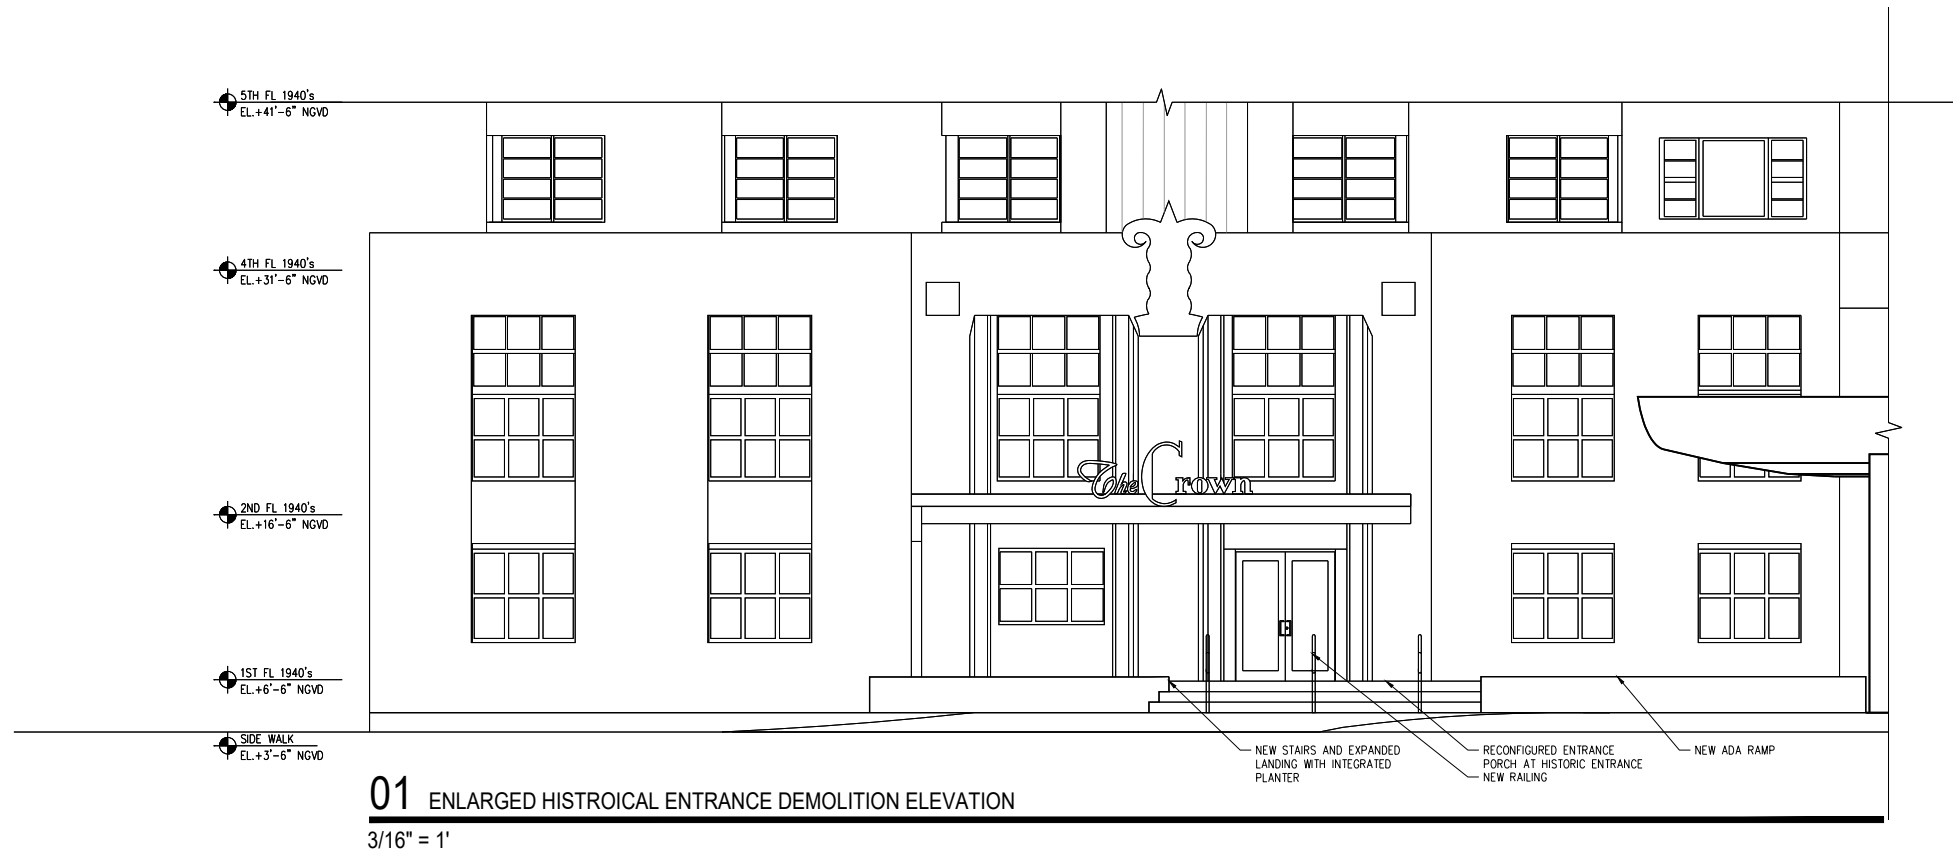 5TH FL 1940's
EL.+41'-6" NGVD
4TH FL 1940's
EL.+31'-6" NGVD
The Crown
2ND FL 1940's
EL.+16'-6" NGVD
1ST FL 1940's
EL.+6'-6" NGVD
SIDE WALK
EL.+3'-6" NGVD
NEW STAIRS AND EXPANDED
LANDING WITH INTEGRATED
PLANTER
RECONFIGURED ENTRANCE
PORCH AT HISTORIC ENTRANCE
NEW RAILING
NEW ADA RAMP
01 ENLARGED HISTROICAL ENTRANCE DEMOLITION ELEVATION
3/16" = 1'